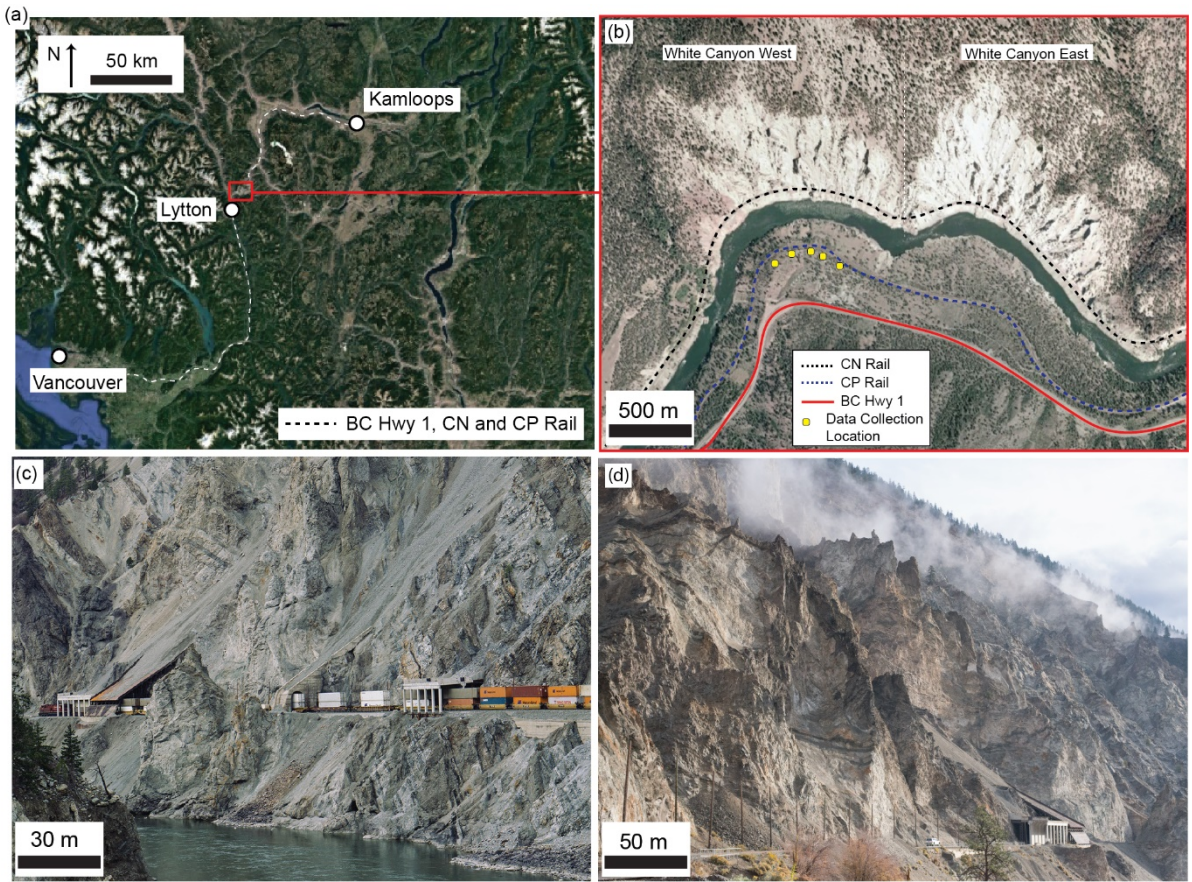 (a)
N
50 km
Kamloops
Lytton
Vancouver
BC Hwy 1, CN and CP Rail
(b)
White Canyon West
White Canyon East
500 m
CN Rail
CP Rail
BC Hwy 1
Data Collection
Location
(c)
30 m
(d)
50 m